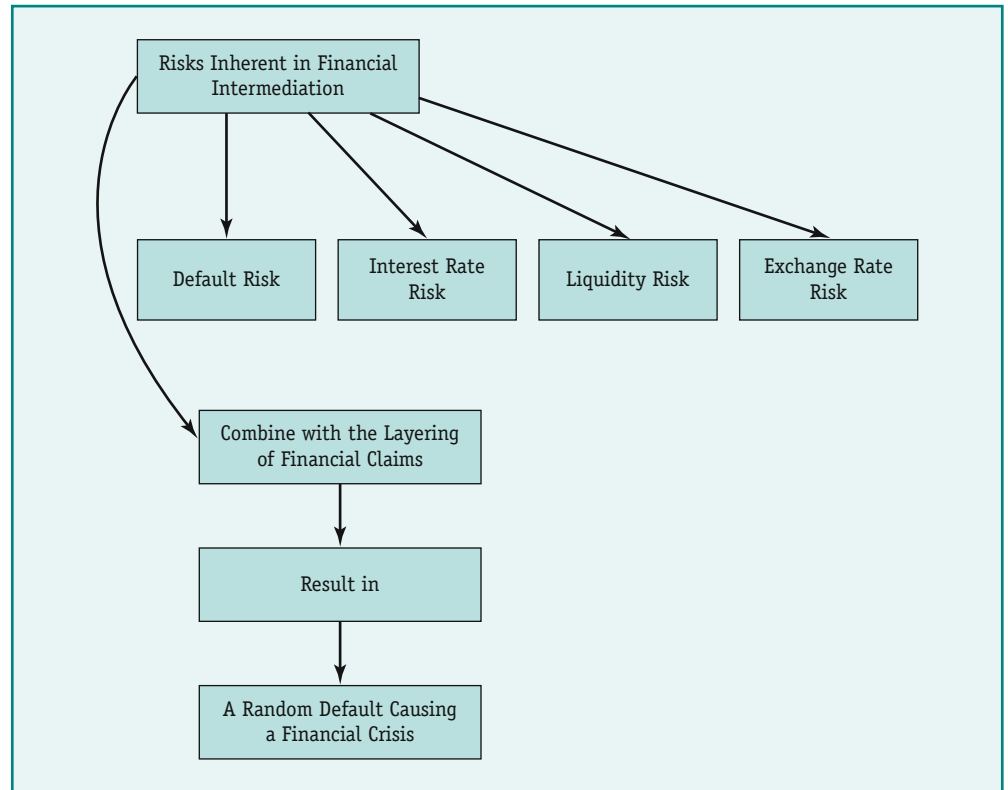 Risks Inherent in Financial
Intermediation
Default Risk
Interest Rate
Risk
Liquidity Risk
Exchange Rate
Risk
Combine with the Layering
of Financial Claims
Result in
A Random Default Causing
a Financial Crisis